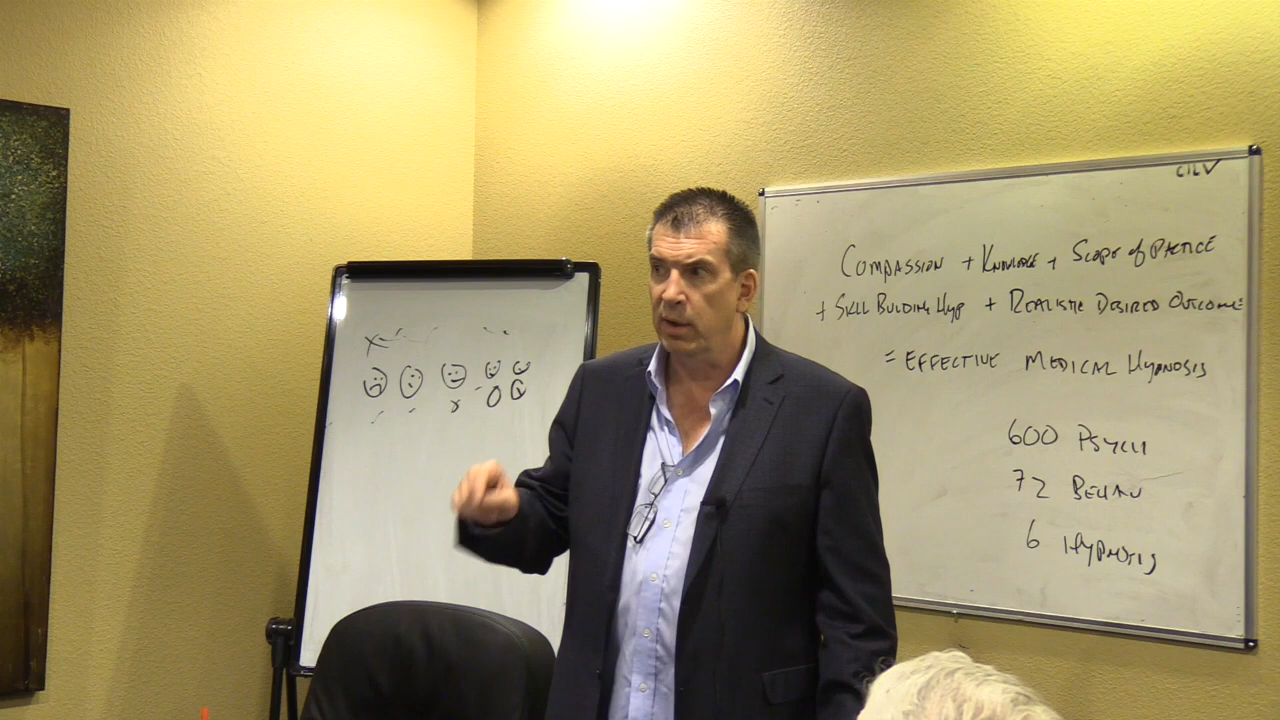 COMPASSION + KNOWLEDGE + SCOPE of PRACTICE
+ SKILL BUILDING HYP + REALISTIC DESIRED OUTCOME
= EFFECTIVE MEDICAL HYPNOSIS
600 PSYCH
72 BEHAV
6 HYPNOSIS